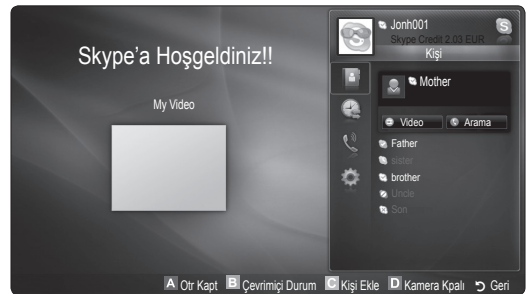 Skype'a Hoşgeldiniz!!
My Video
Jonh001
Skype Credit 2.03 EUR
Kişi
Mother
Video Arama
Father
sister
brother
Uncle
Son
A Otr Kapt B Çevrimiçi Durum C Kişi Ekle D Kamera Kpalı Geri